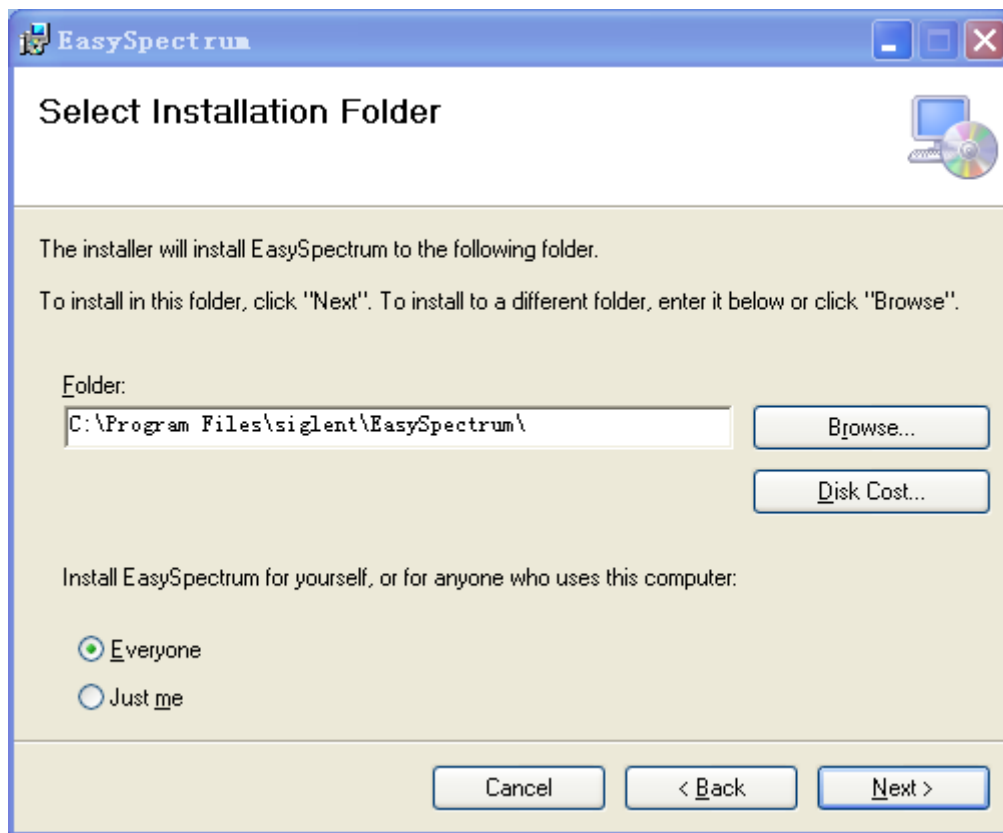 EasySpectrum
Select Installation Folder
The installer will install EasySpectrum to the following folder.
To install in this folder, click "Next". To install to a different folder, enter it below or click "Browse".
Folder:
C:\Program Files\siglent\EasySpectrum\
Browse...
Disk Cost...
Install EasySpectrum for yourself, or for anyone who uses this computer:
Everyone
Just me
Cancel
< Back
Next >